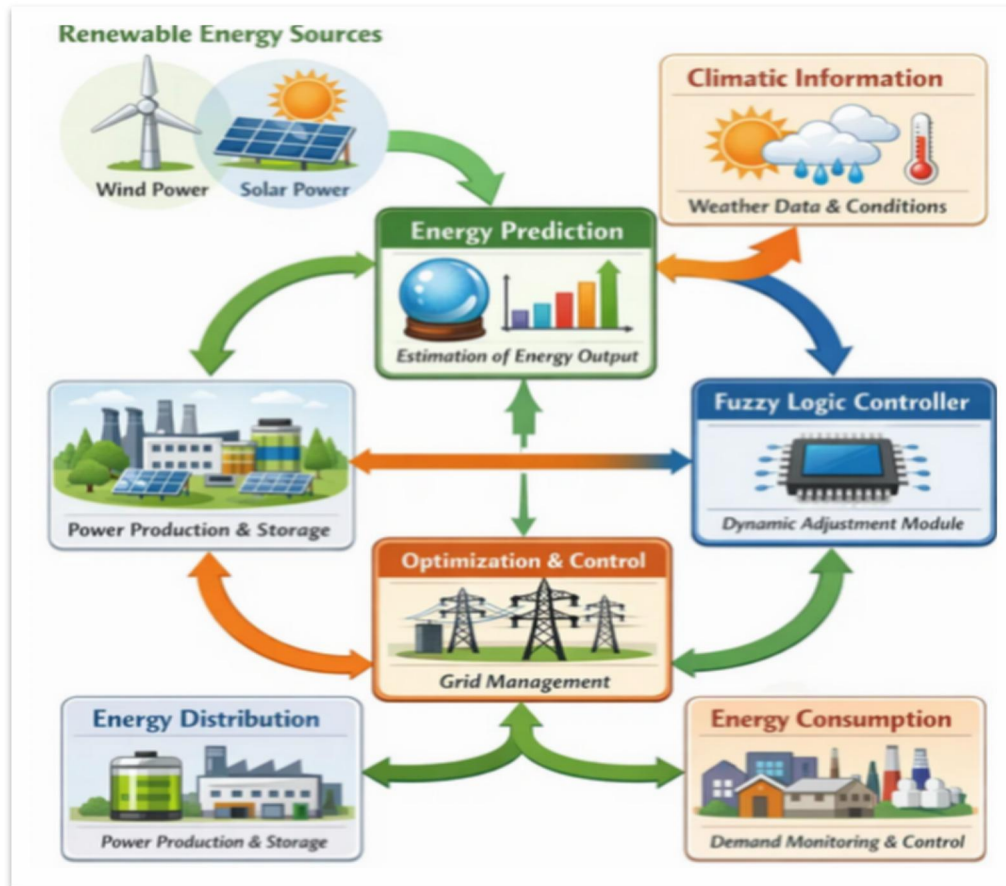 Renewable Energy Sources
Wind Power
Solar Power
Climatic Information
Weather Data & Conditions
Energy Prediction
Estimation of Energy Output
Power Production & Storage
Fuzzy Logic Controller
Dynamic Adjustment Module
Optimization & Control
Grid Management
Energy Distribution
Power Production & Storage
Energy Consumption
Demand Monitoring & Control